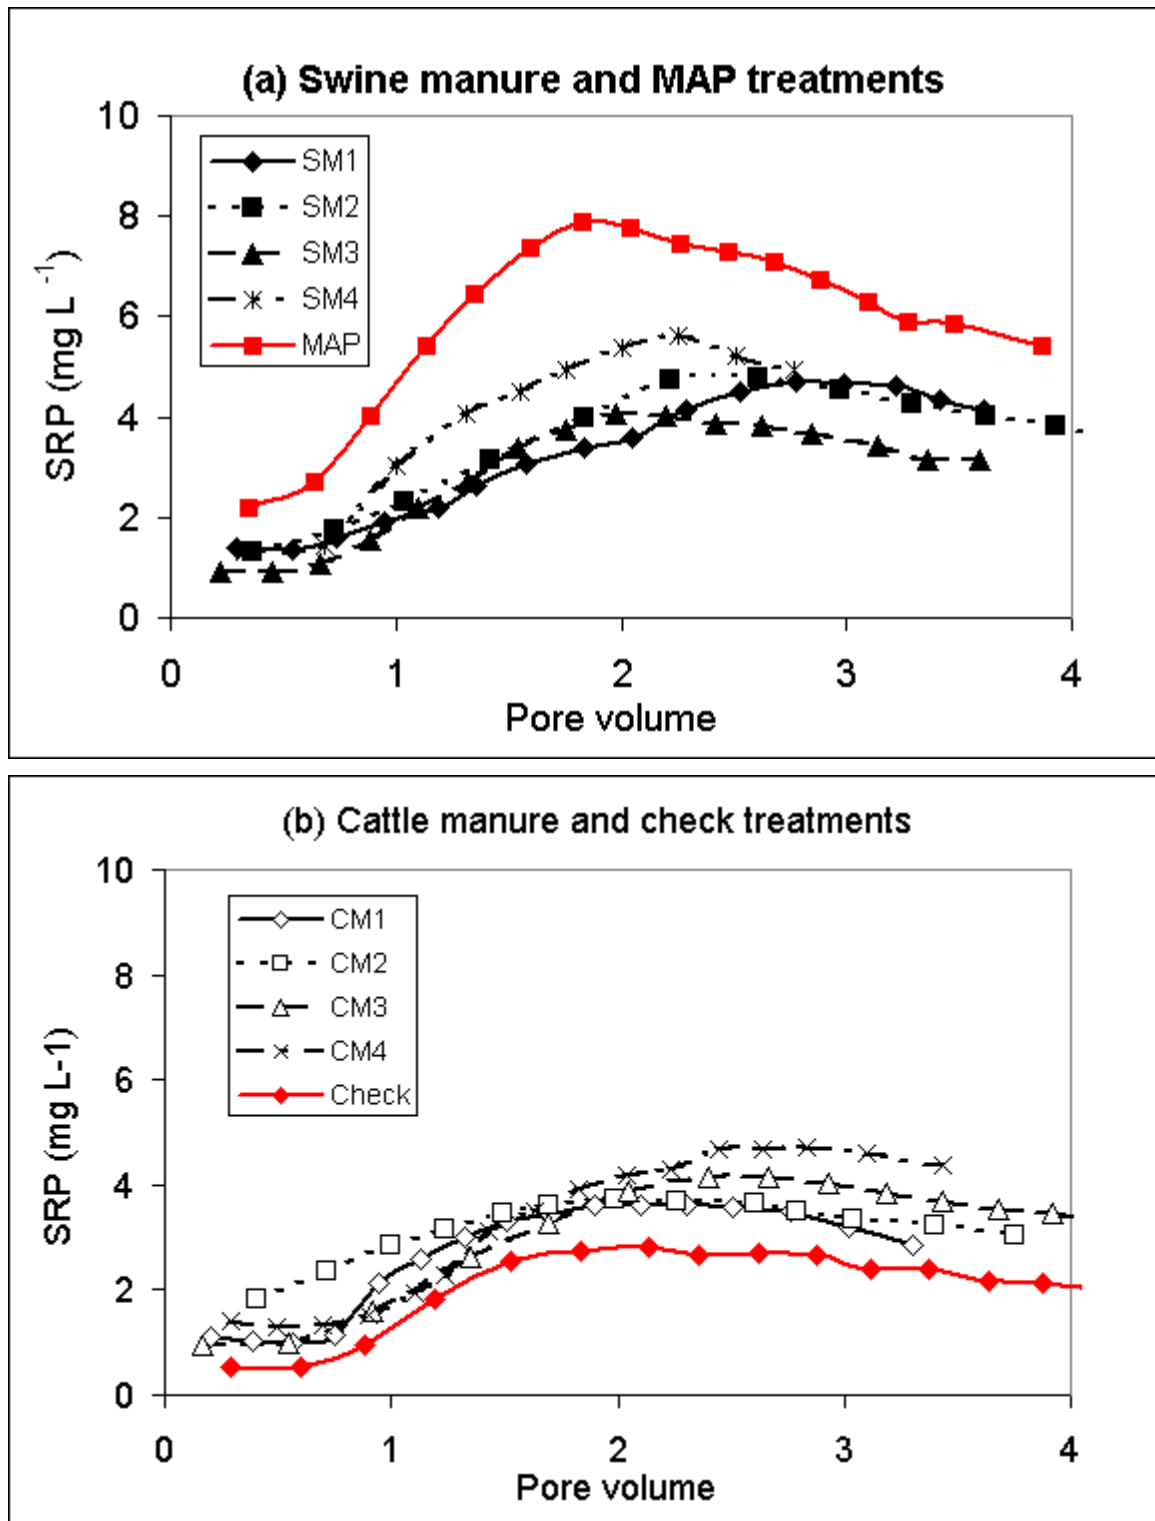 (a) Swine manure and MAP treatments
10
8
6
4
2
0
SRP (mg L -1)
SM1
SM2
SM3
SM4
MAP
0 1 2 3 4
Pore volume
(b) Cattle manure and check treatments
10
8
6
4
2
0
SRP (mg L-1)
CM1
CM2
CM3
CM4
Check
0 1 2 3 4
Pore volume